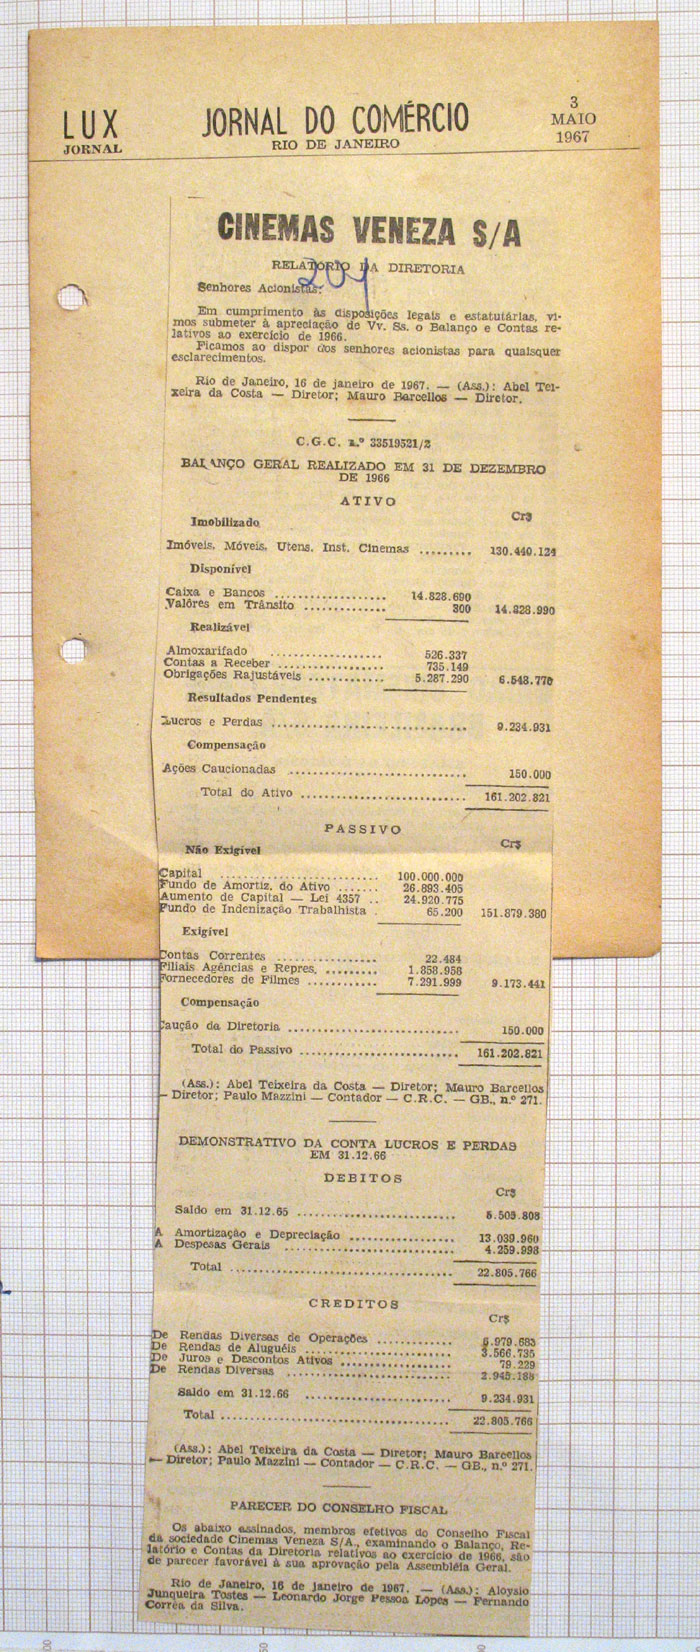 LUX
JORNAL
JORNAL DO COMÉRCIO
RIO DE JANEIRO
3
MAIO
1967
CINEMAS VENEZA S/A
RELATÓRIO DA DIRETORIA
204
Senhores Acionistas:
Em cumprimento às disposições legais e estatutárias, vi-
mos submeter à apreciação de Vv. Ss. o Balanço e Contas re-
lativos ao exercício de 1966.
Ficamos ao dispor dos senhores acionistas para quaisquer
esclarecimentos.
Rio de Janeiro, 16 de janeiro de 1967. — (Ass.): Abel Tei-
xeira da Costa — Diretor; Mauro Barcellos — Diretor.
C.G.C. n.º 33519521/2
BALANÇO GERAL REALIZADO EM 31 DE DEZEMBRO
DE 1966
ATIVO
Cr$
Imobilizado
Imóveis, Móveis, Utens. Inst. Cinemas ......... 130.440.124
Disponível
Caixa e Bancos .................. 14.828.690
Valôres em Trânsito ............. 300 14.828.990
Realizável
Almoxarifado .................. 526.337
Contas a Receber ................. 735.149
Obrigações Rajustáveis ............ 5.287.290 6.548.776
Resultados Pendentes
Lucros e Perdas ................................ 9.234.931
Compensação
Ações Caucionadas ............................. 150.000
Total do Ativo ........................... 161.202.821
PASSIVO
Cr$
Não Exigível
Capital ......................... 100.000.000
Fundo de Amortiz. do Ativo ....... 26.893.405
Aumento de Capital — Lei 4357 .. 24.920.775
Fundo de Indenização Trabalhista . 65.200 151.879.380
Exigível
Contas Correntes ................. 22.484
Filiais Agências e Repres. ......... 1.858.958
Fornecedores de Filmes ........... 7.291.999 9.173.441
Compensação
Caução da Diretoria ............................ 150.000
Total do Passivo .......................... 161.202.821
(Ass.): Abel Teixeira da Costa — Diretor; Mauro Barcellos
— Diretor; Paulo Mazzini — Contador — C.R.C. — GB., n.º 271.
DEMONSTRATIVO DA CONTA LUCROS E PERDAS
EM 31.12.66
DEBITOS
Cr$
Saldo em 31.12.65 .......................... 5.505.808
A Amortização e Depreciação ................. 13.039.960
A Despesas Gerais ........................... 4.259.998
Total .................................... 22.805.766
CREDITOS
Cr$
De Rendas Diversas de Operações ............ 6.979.683
De Rendas de Aluguéis ....................... 3.566.735
De Juros e Descontos Ativos .................. 79.229
De Rendas Diversas .......................... 2.945.188
Saldo em 31.12.66 ........................ 9.234.931
Total ..................................... 22.805.766
(Ass.): Abel Teixeira da Costa — Diretor; Mauro Barcellos
— Diretor; Paulo Mazzini — Contador — C.R.C. — GB., n.º 271.
PARECER DO CONSELHO FISCAL
Os abaixo assinados, membros efetivos do Conselho Fiscal
da sociedade Cinemas Veneza S/A., examinando o Balanço, Re-
latório e Contas da Diretoria relativos ao exercício de 1966, são
de parecer favorável à sua aprovação pela Assembléia Geral.
Rio de Janeiro, 16 de janeiro de 1967. — (Ass.): Aloysio
Junqueira Tostes — Leonardo Jorge Pessoa Lopes — Fernando
Corrêa da Silva.